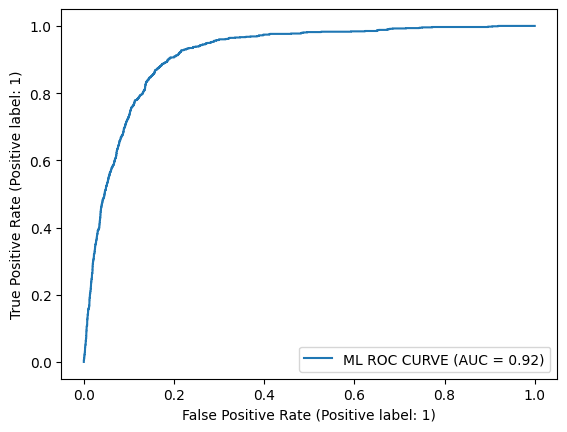 1.0
0.8
0.6
0.4
0.2
0.0
True Positive Rate (Positive label: 1)
ML ROC CURVE (AUC = 0.92)
0.0 0.2 0.4 0.6 0.8 1.0
False Positive Rate (Positive label: 1)